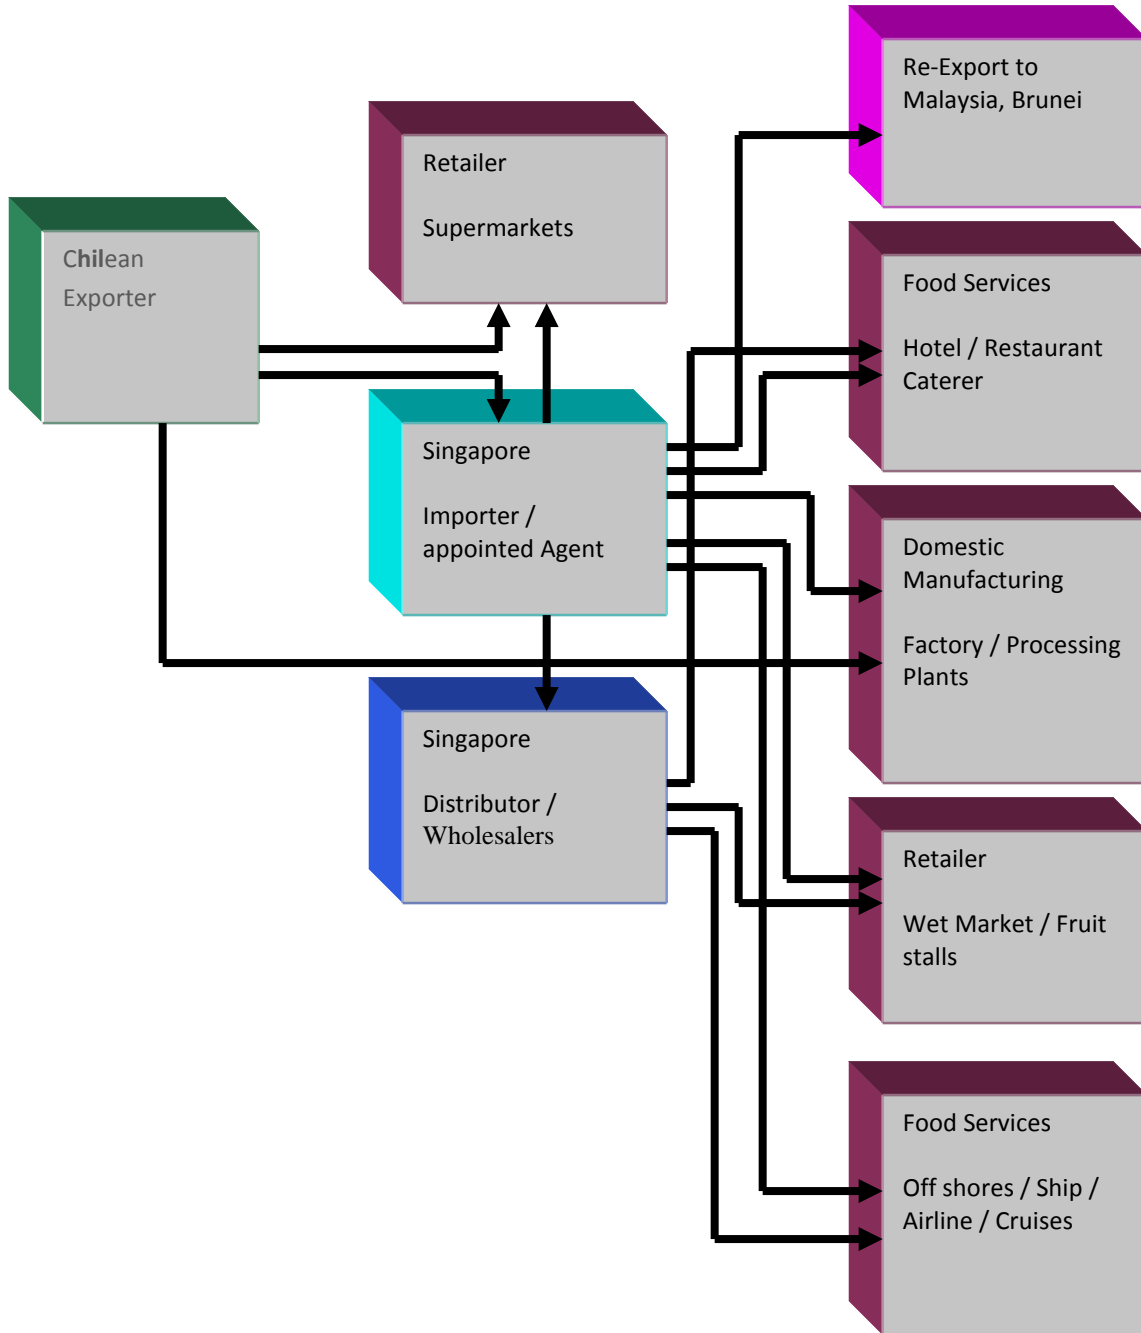 Re-Export to
Malaysia, Brunei
Retailer
Supermarkets
Chilean
Exporter
Food Services
Hotel / Restaurant
Caterer
Singapore
Importer /
appointed Agent
Domestic
Manufacturing
Factory / Processing
Plants
Singapore
Distributor /
Wholesalers
Retailer
Wet Market / Fruit
stalls
Food Services
Off shores / Ship /
Airline / Cruises